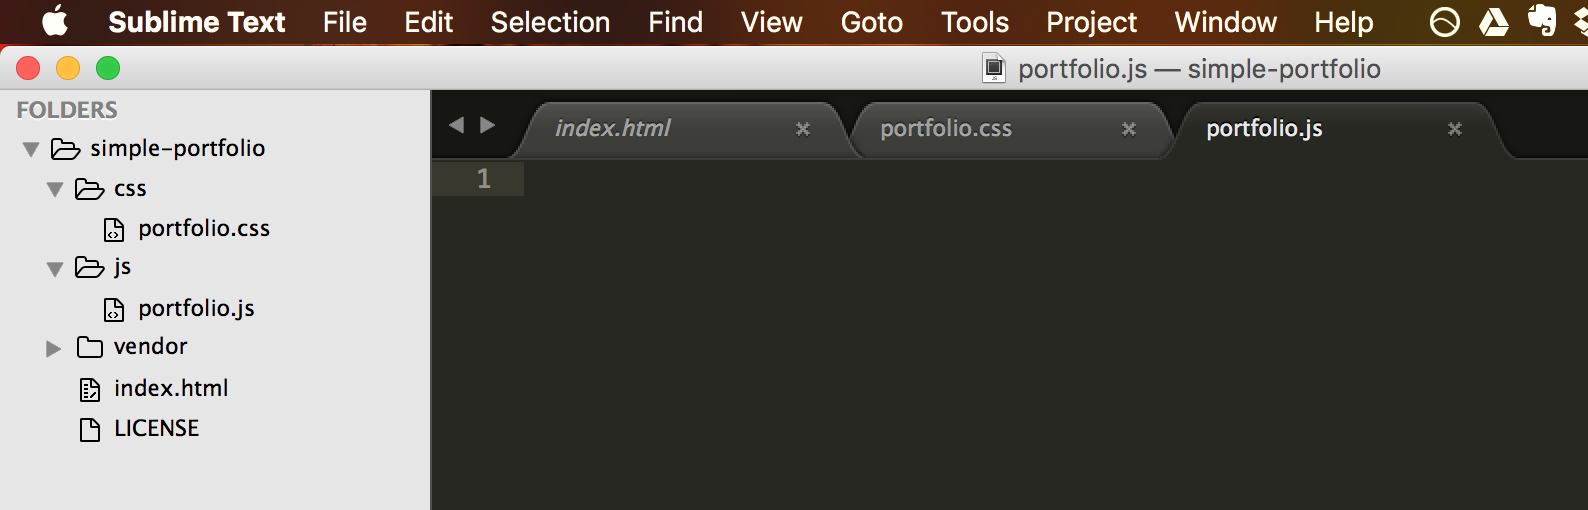 Sublime Text File Edit Selection Find View Goto Tools Project Window Help
portfolio.js — simple-portfolio
FOLDERS
simple-portfolio
css
portfolio.css
js
portfolio.js
vendor
index.html
LICENSE
index.html portfolio.css portfolio.js
1